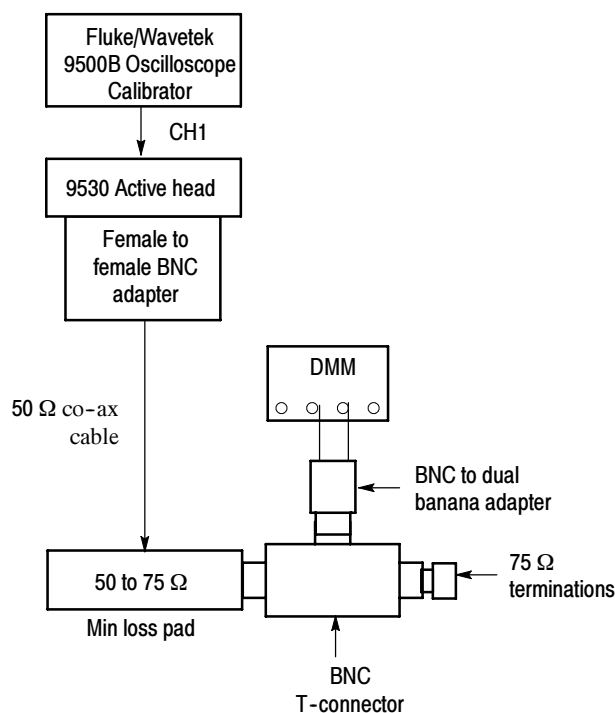 Fluke/Wavetek
9500B Oscilloscope
Calibrator
CH1
9530 Active head
Female to
female BNC
adapter
DMM
50 Ω co-ax
cable
BNC to dual
banana adapter
50 to 75 Ω
75 Ω
terminations
Min loss pad
BNC
T-connector